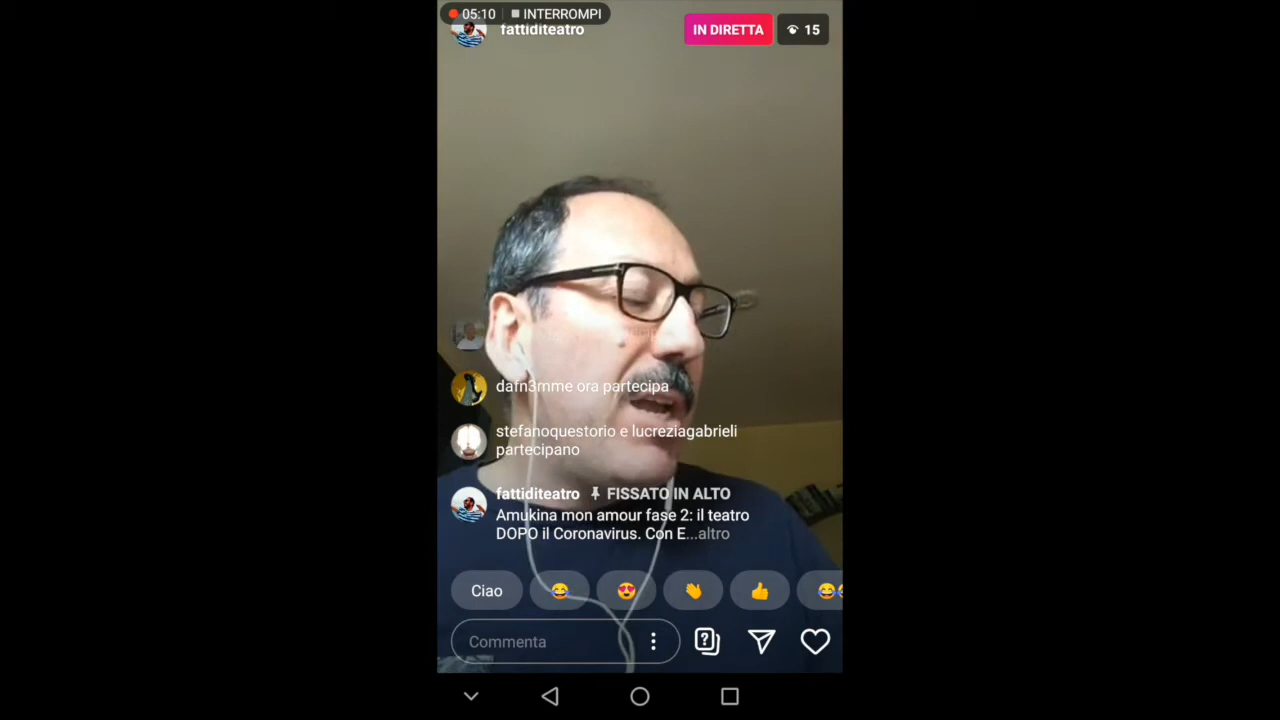 05:10 INTERROMPI
fattiditeatro
IN DIRETTA
15
dafn3mme ora partecipa
stefanoquestorio e lucreziagabrieli
partecipano
fattiditeatro FISSATO IN ALTO
Amukina mon amour fase 2: il teatro
DOPO il Coronavirus. Con E...altro
Ciao
Commenta